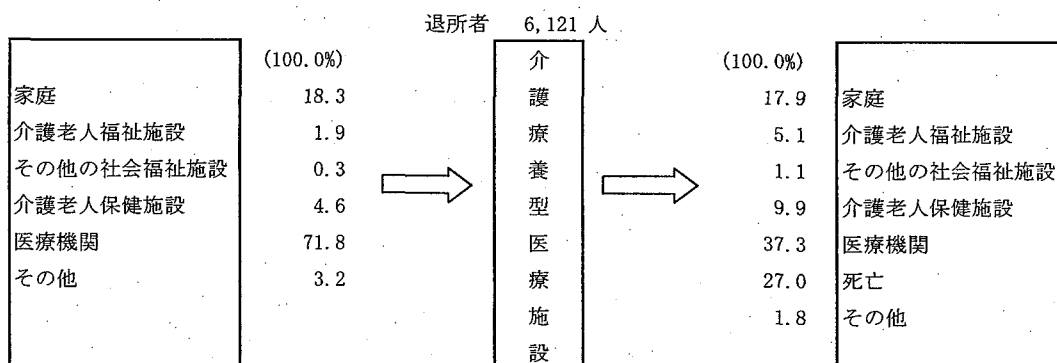 退所者 6,121 人
(100.0%) 介 (100.0%)
家庭 18.3 護 17.9 家庭
介護老人福祉施設 1.9 療 5.1 介護老人福祉施設
その他の社会福祉施設 0.3 養 1.1 その他の社会福祉施設
介護老人保健施設 4.6 型 9.9 介護老人保健施設
医療機関 71.8 医 37.3 医療機関
その他 3.2 療 27.0 死亡
施 1.8 その他
設